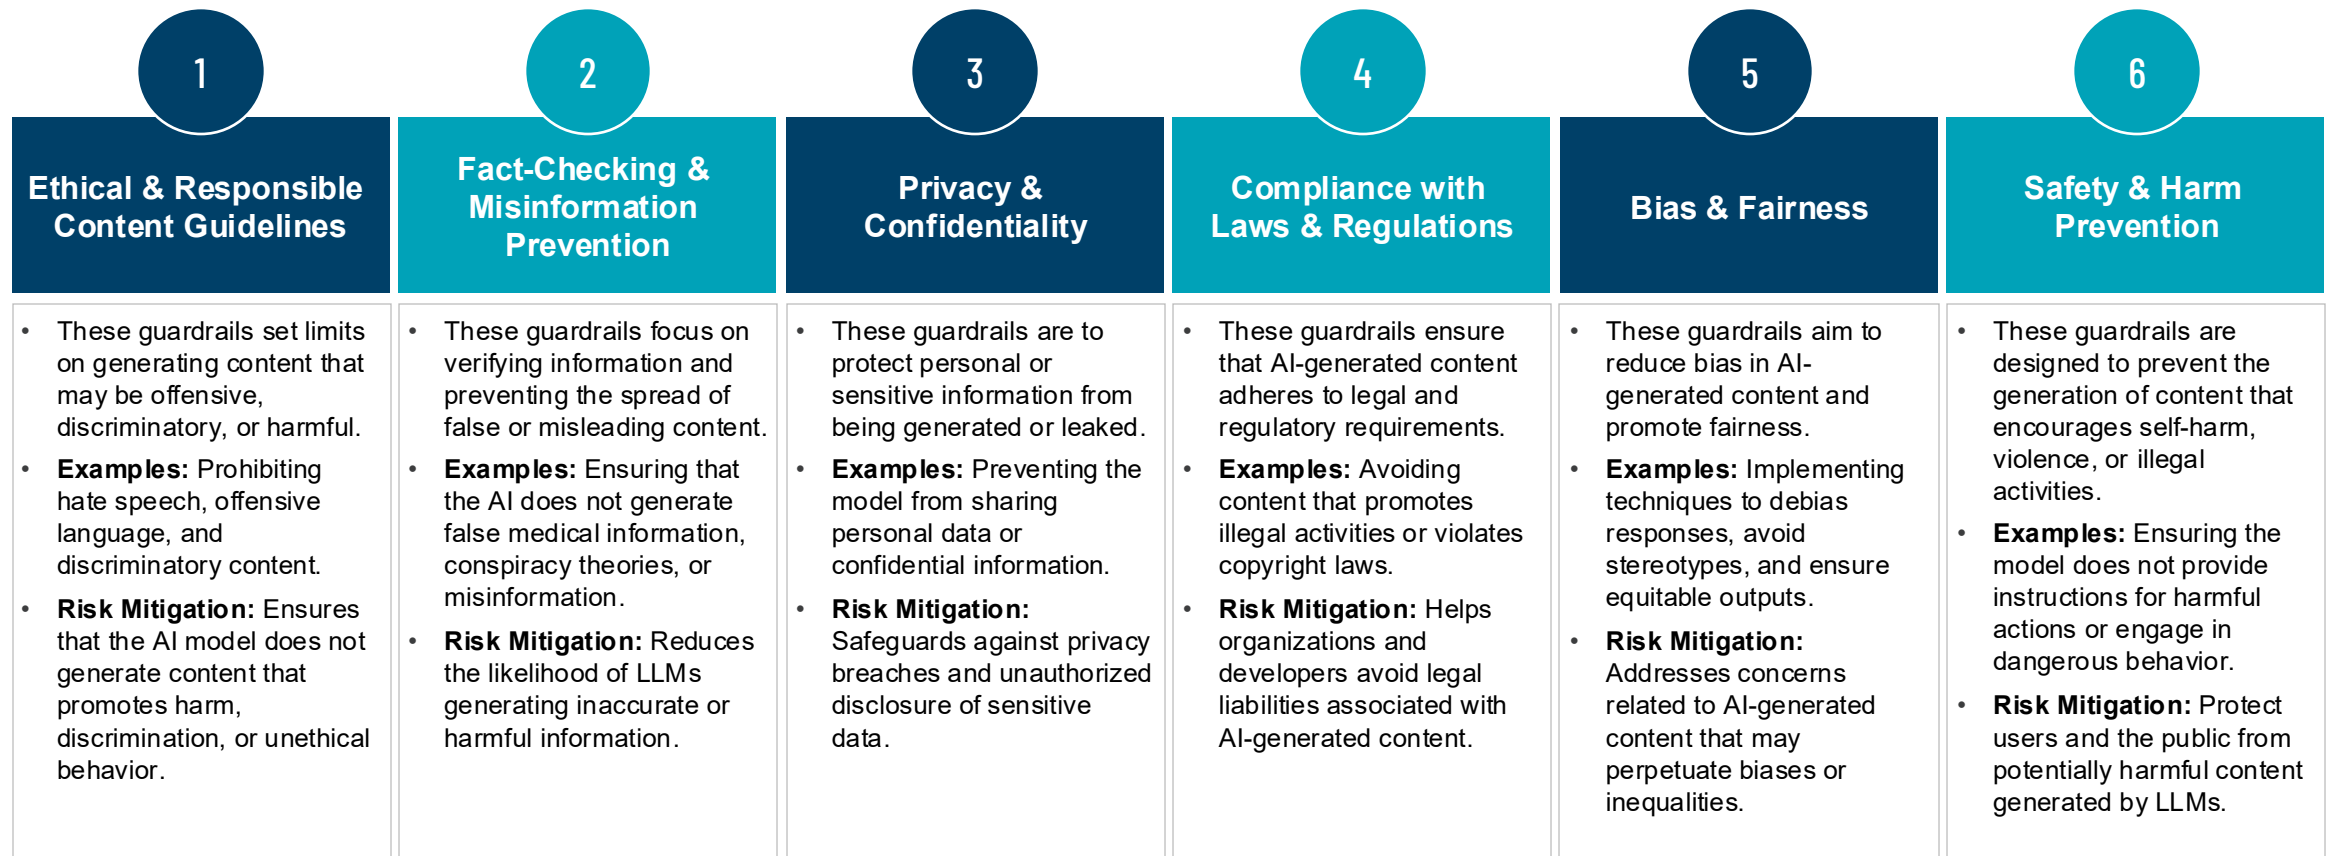 1
Ethical & Responsible
Content Guidelines
• These guardrails set limits
on generating content that
may be offensive,
discriminatory, or harmful.
• Examples: Prohibiting
hate speech, offensive
language, and
discriminatory content.
• Risk Mitigation: Ensures
that the AI model does not
generate content that
promotes harm,
discrimination, or unethical
behavior.
2
Fact-Checking &
Misinformation
Prevention
• These guardrails focus on
verifying information and
preventing the spread of
false or misleading content.
• Examples: Ensuring that
the AI does not generate
false medical information,
conspiracy theories, or
misinformation.
• Risk Mitigation: Reduces
the likelihood of LLMs
generating inaccurate or
harmful information.
3
Privacy &
Confidentiality
• These guardrails are to
protect personal or
sensitive information from
being generated or leaked.
• Examples: Preventing the
model from sharing
personal data or
confidential information.
• Risk Mitigation:
Safeguards against privacy
breaches and unauthorized
disclosure of sensitive
data.
4
Compliance with
Laws & Regulations
• These guardrails ensure
that AI-generated content
adheres to legal and
regulatory requirements.
• Examples: Avoiding
content that promotes
illegal activities or violates
copyright laws.
• Risk Mitigation: Helps
organizations and
developers avoid legal
liabilities associated with
AI-generated content.
5
Bias & Fairness
• These guardrails aim to
reduce bias in AI-
generated content and
promote fairness.
• Examples: Implementing
techniques to debias
responses, avoid
stereotypes, and ensure
equitable outputs.
• Risk Mitigation:
Addresses concerns
related to AI-generated
content that may
perpetuate biases or
inequalities.
6
Safety & Harm
Prevention
• These guardrails are
designed to prevent the
generation of content that
encourages self-harm,
violence, or illegal
activities.
• Examples: Ensuring the
model does not provide
instructions for harmful
actions or engage in
dangerous behavior.
• Risk Mitigation: Protect
users and the public from
potentially harmful content
generated by LLMs.